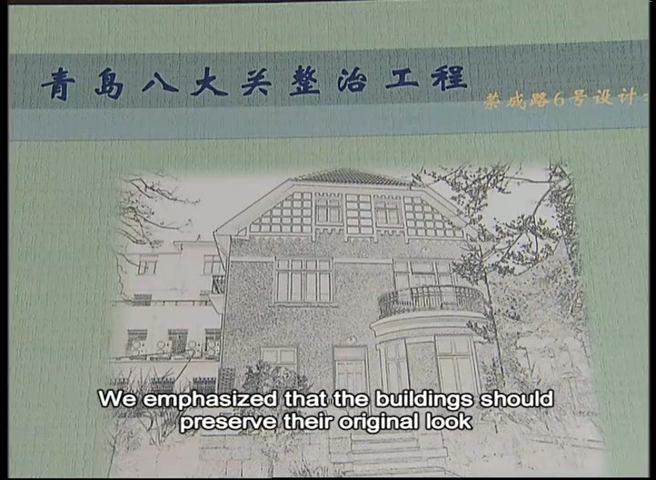 青岛八大关整治工程
荣成路6号设计
We emphasized that the buildings should
preserve their original look